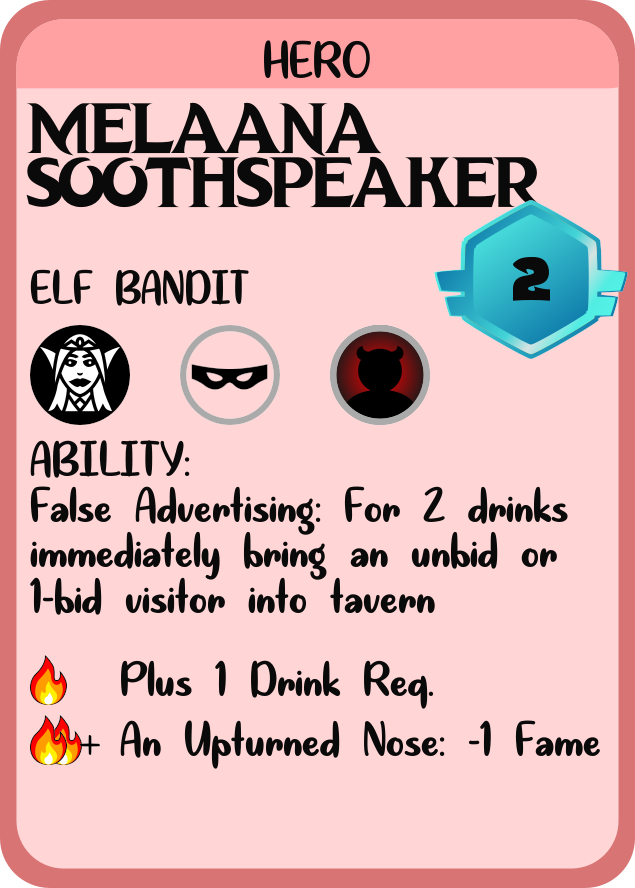 HERO
MELAANA
SOOTHSPEAKER
2
ELF BANDIT
ABILITY:
False Advertising: For 2 drinks
immediately bring an unbid or
1-bid visitor into tavern
Plus 1 Drink Req.
+ An Upturned Nose: -1 Fame